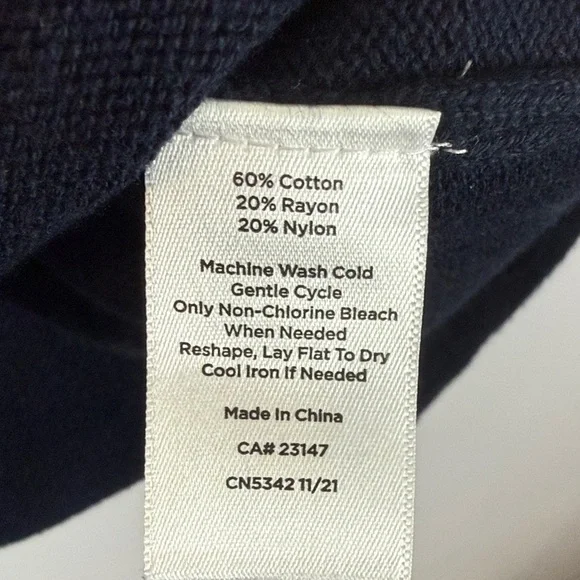 60% Cotton
20% Rayon
20% Nylon
Machine Wash Cold
Gentle Cycle
Only Non-Chlorine Bleach
When Needed
Reshape, Lay Flat To Dry
Cool Iron If Needed
Made In China
CA# 23147
CN5342 11/21